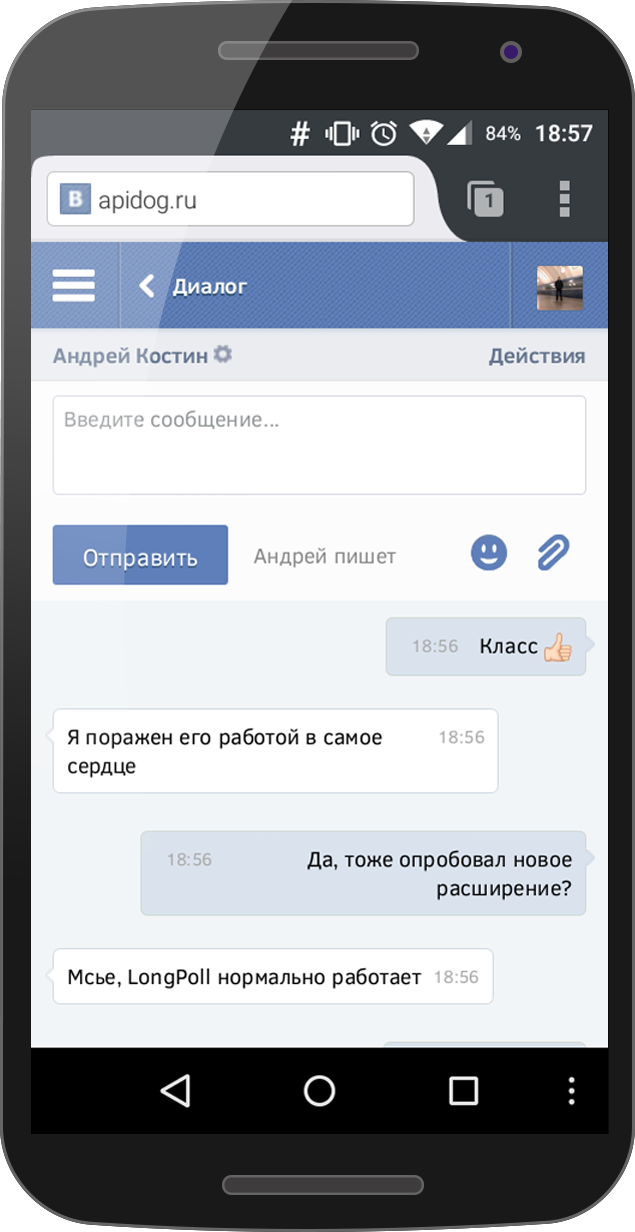 # 84% 18:57
B apidog.ru 1
Диалог
Андрей Костин Действия
Введите сообщение...
Отправить Андрей пишет
18:56 Класс
Я поражен его работой в самое 18:56
сердце
18:56 Да, тоже опробовал новое
расширение?
Мсье, LongPoll нормально работает 18:56